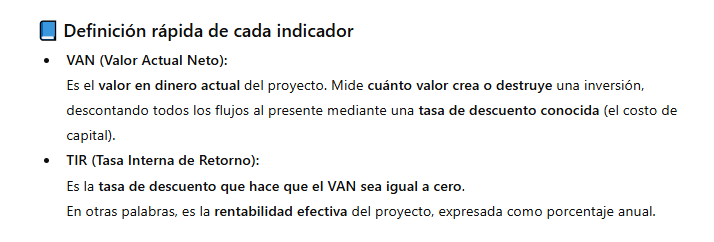 📘 Definición rápida de cada indicador
• VAN (Valor Actual Neto):
Es el valor en dinero actual del proyecto. Mide cuánto valor crea o destruye una inversión,
descontando todos los flujos al presente mediante una tasa de descuento conocida (el costo de
capital).
• TIR (Tasa Interna de Retorno):
Es la tasa de descuento que hace que el VAN sea igual a cero.
En otras palabras, es la rentabilidad efectiva del proyecto, expresada como porcentaje anual.